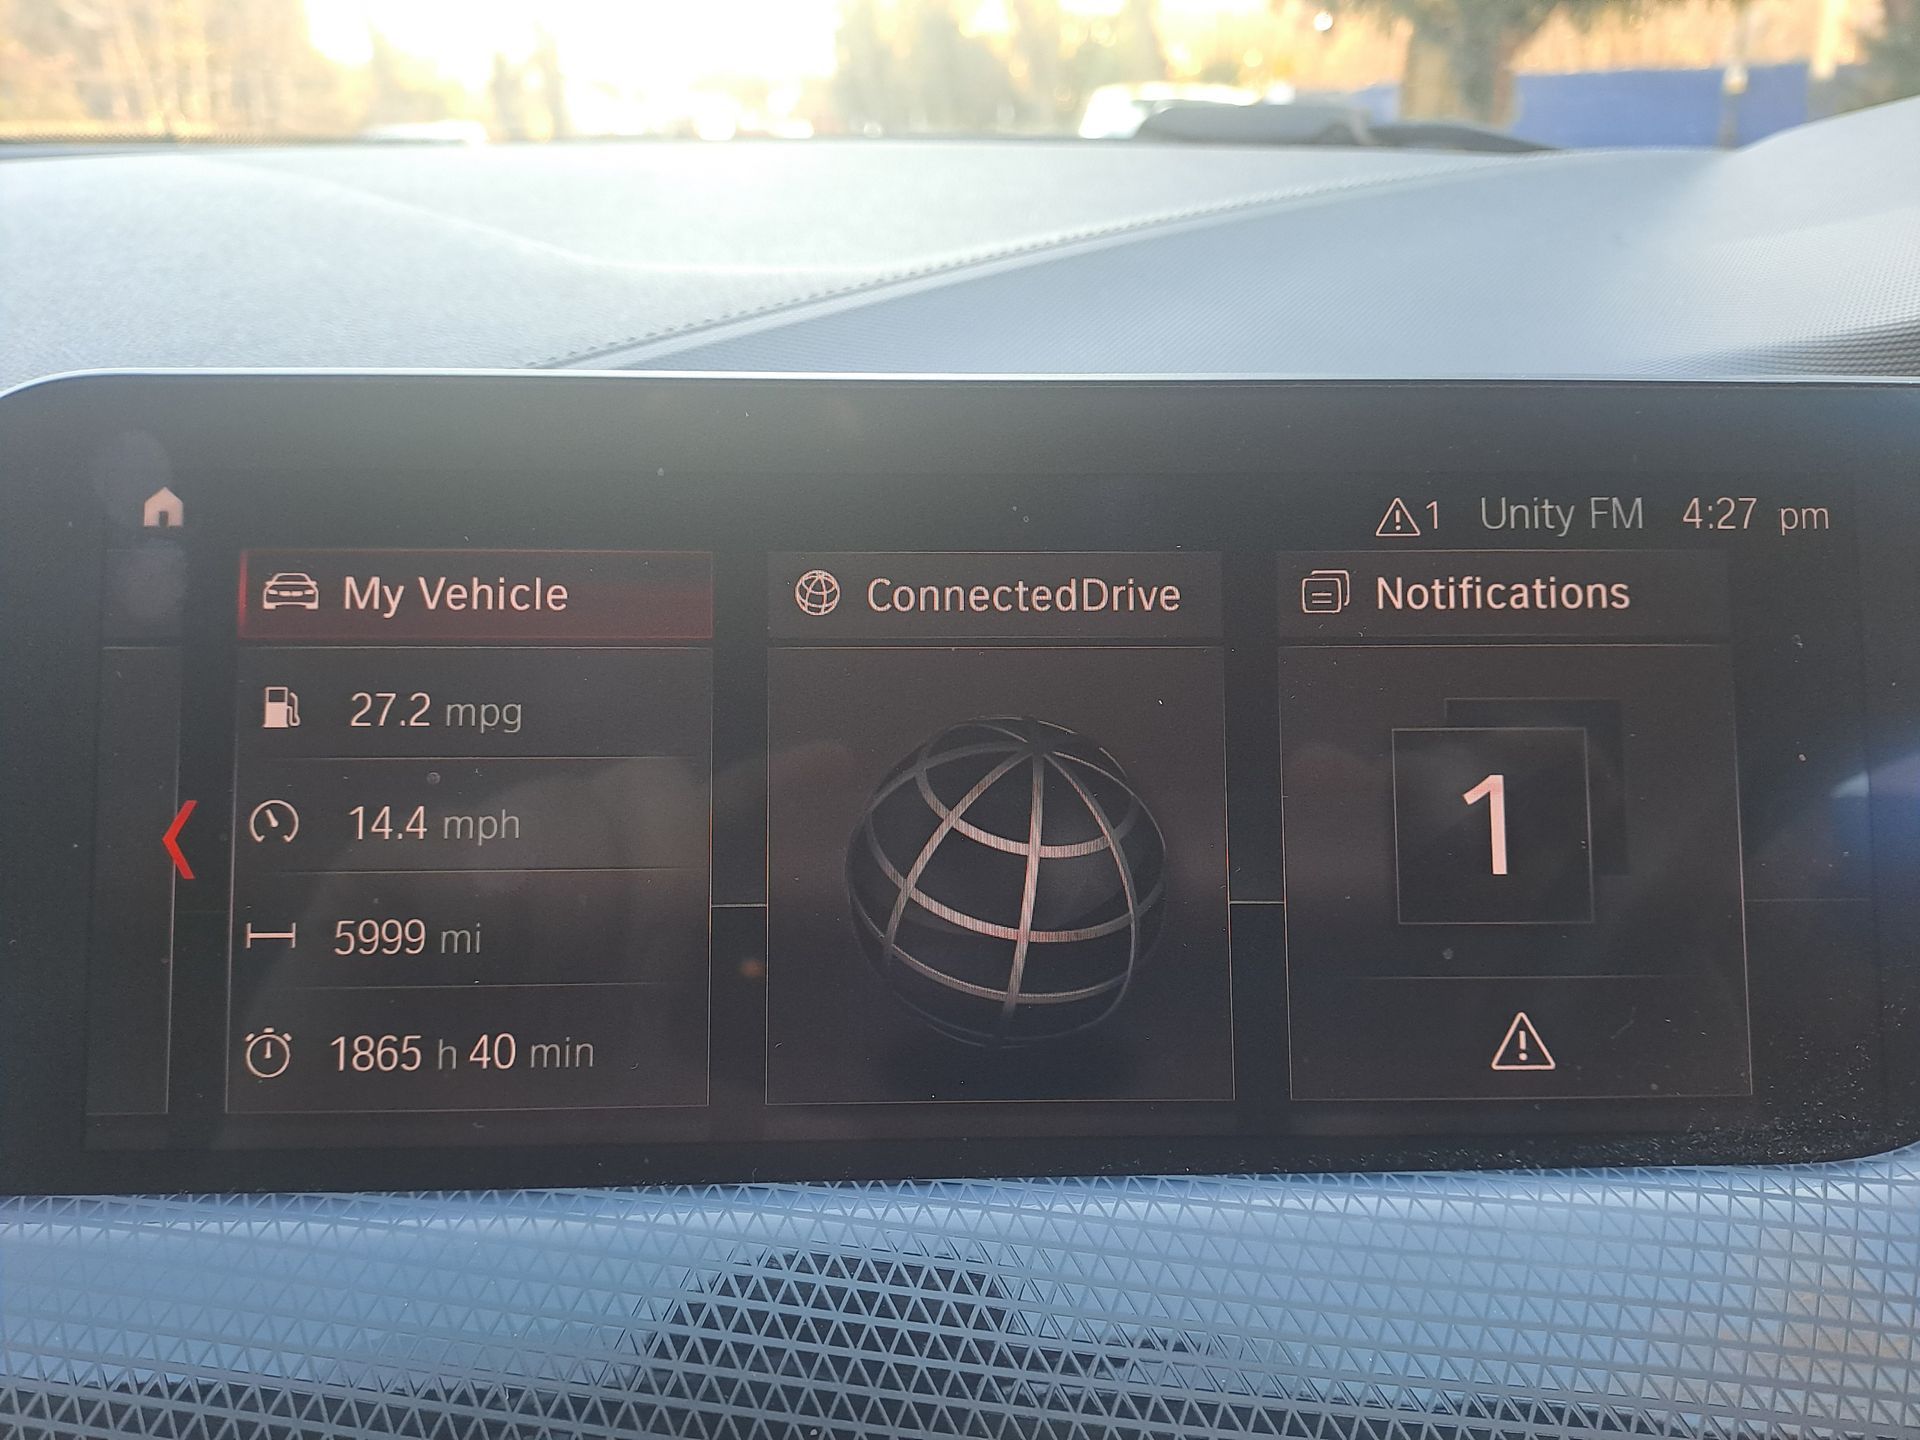 1 Unity FM 4:27 pm
My Vehicle
27.2 mpg
14.4 mph
5999 mi
1865 h 40 min
ConnectedDrive
Notifications
1